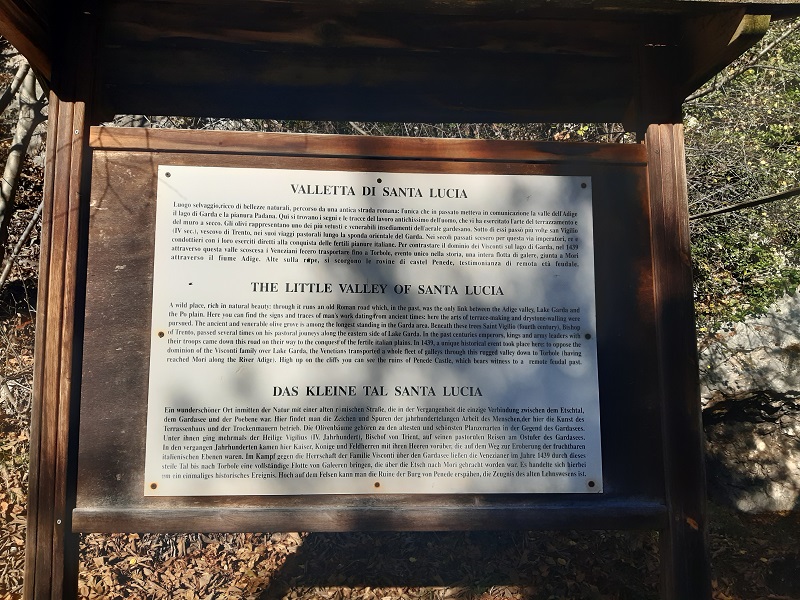 VALLETTA DI SANTA LUCIA
Luogo selvaggio,ricco di bellezze naturali, percorso da una antica strada romana: l'unica che in passato metteva in comunicazione la valle dell'Adige
il lago di Garda e la pianura Padana. Qui si trovano i segni e le tracce del lavoro antichissimo dell'uomo, che vi ha esercitato l'arte del terrazzamento e
del muro a secco. Gli olivi rappresentano uno dei più vetusti e venerabili insediamenti dell'areale gardesano. Sotto di essi passò più volte san Vigilio
(IV sec.), vescovo di Trento, nei suoi viaggi pastorali lungo la sponda orientale del Garda. Nei secoli passati scesero per questa via imperatori, re e
condottieri con i loro eserciti diretti alla conquista delle fertili pianure italiane. Per contrastare il dominio dei Visconti sul lago di Garda, nel 1439
attraverso questa valle scoscesa i Veneziani fecero trasportare fino a Torbole, evento unico nella storia, una intera flotta di galere, giunta a Mori
attraverso il fiume Adige. Alte sulla rupe, si scorgono le rovine di castel Penede, testimonianza di remota età feudale.
THE LITTLE VALLEY OF SANTA LUCIA
A wild place, rich in natural beauty: through it runs an old Roman road which, in the past, was the only link between the Adige valley, Lake Garda and
the Po plain. Here you can find the signs and traces of man's work dating from ancient times: here the arts of terrace-making and drystone-walling were
pursued. The ancient and venerable olive grove is among the longest standing in the Garda area. Beneath these trees Saint Vigilio (fourth century), Bishop
of Trento, passed several times on his pastoral journeys along the eastern side of Lake Garda. In the past centuries emperors, kings and army leaders with
their troops came down this road on their way to the conquest of the fertile italian plains. In 1439, a unique historical event took place here: to oppose the
dominion of the Visconti family over Lake Garda, the Venetians transported a whole fleet of galleys through this rugged valley down to Torbole (having
reached Mori along the River Adige). High up on the cliffs you can see the ruins of Penede Castle, which bears witness to a remote feudal past.
DAS KLEINE TAL SANTA LUCIA
Ein wunderschöner Ort inmitten der Natur mit einer alten römischen Straße, die in der Vergangenheit die einzige Verbindung zwischen dem Etschtal,
dem Gardasee und der Poebene war. Hier findet man die Zeichen und Spuren der jahrhundertelangen Arbeit des Menschen,der hier die Kunst des
Terrassenbaus und der Trockenmauern betrieb. Die Olivenbäume gehören zu den ältesten und schönsten Pflanzenarten in der Gegend des Gardasees.
Unter ihnen ging mehrmals der Heilige Vigilius (IV. Jahrhundert), Bischof von Trient, auf seinen pastoralen Reisen am Ostufer des Gardasees.
In den vergangen Jahrhunderten kamen hier Kaiser, Könige und Feldherren mit ihren Heeren vorbei, die auf dem Weg zur Eroberung der fruchtbaren
italienischen Ebenen waren. Im Kampf gegen die Herrschaft der Familie Visconti über den Gardasee ließen die Venezianer im Jahre 1439 durch dieses
steile Tal bis nach Torbole eine vollständige Flotte von Galeeren bringen, die über die Etsch nach Mori gebracht worden war. Es handelte sich hierbei
um ein einmaliges historisches Ereignis. Hoch auf dem Felsen kann man die Ruine der Burg von Penede erspähen, die Zeugnis des alten Lehnswesens ist.